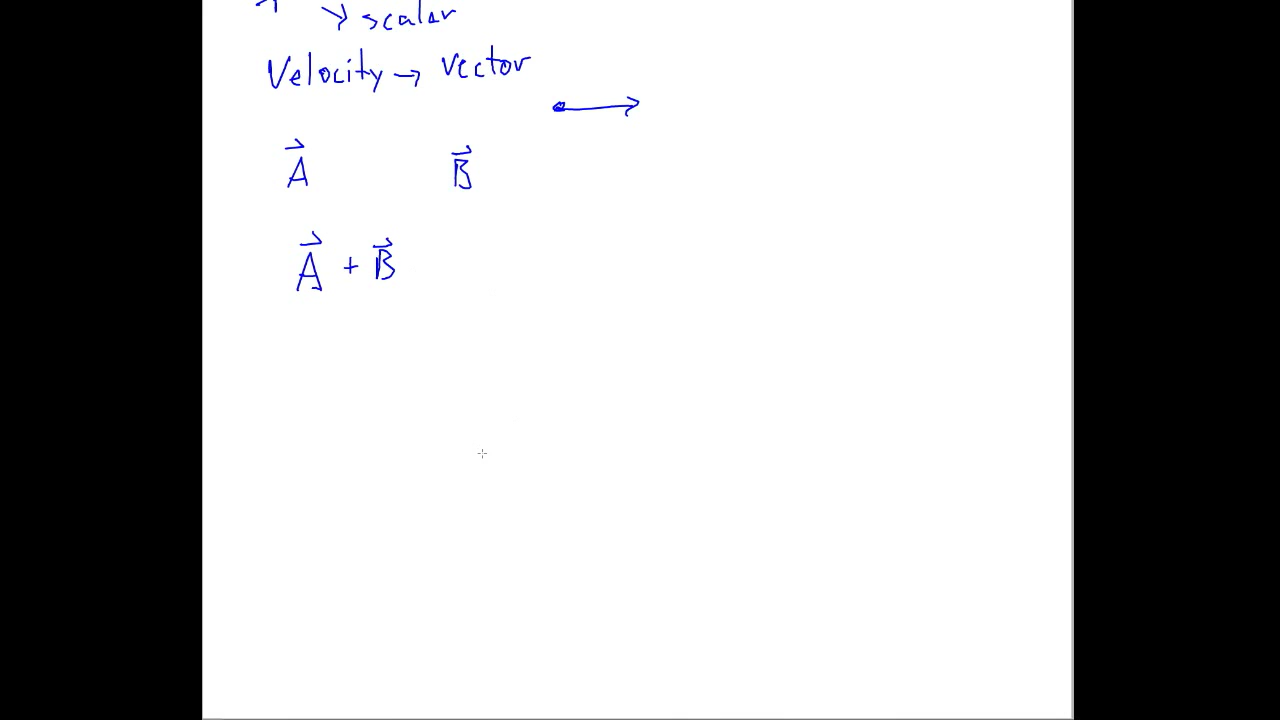 → scalar
Velocity → vector
A⃗ B⃗
A⃗ + B⃗